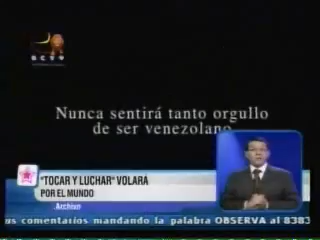 RCTV
Nunca sentirá tanto orgullo
de ser venezolano
"TOCAR Y LUCHAR" VOLARÁ
POR EL MUNDO
Archivo
us comentarios mandando la palabra OBSERVA al 8383